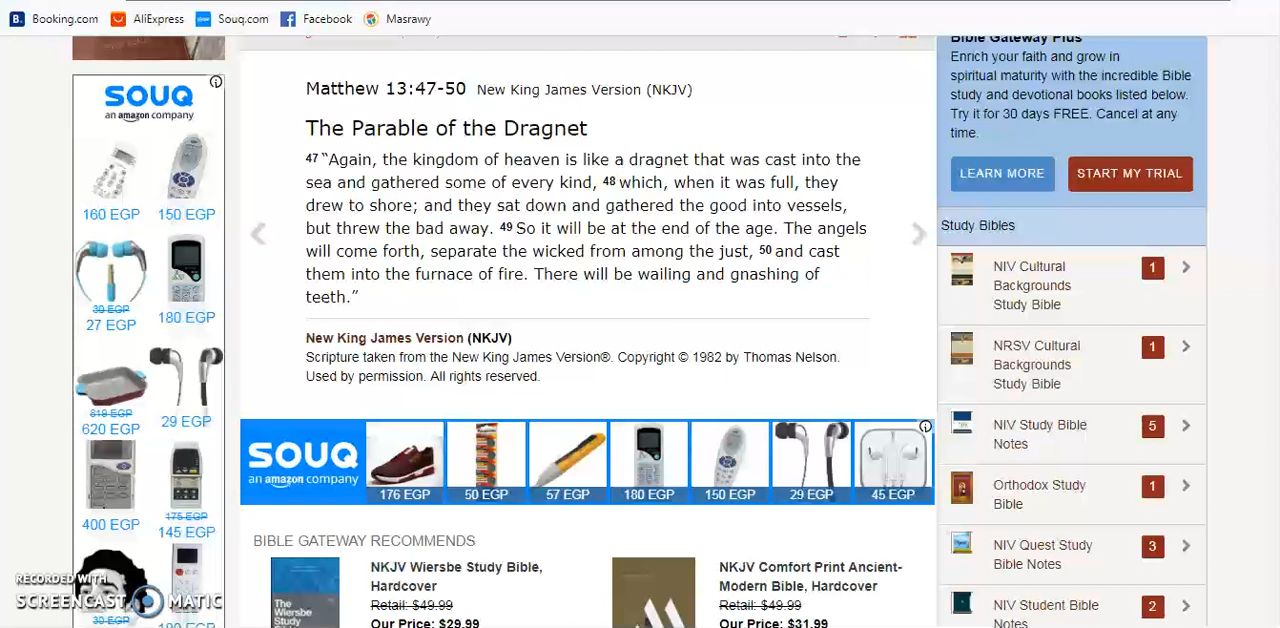 Booking.com AliExpress Souq.com Facebook Masrawy
SOUQ
an amazon company
160 EGP 150 EGP
30 EGP
27 EGP 180 EGP
619 EGP
620 EGP 29 EGP
175 EGP
400 EGP 145 EGP
30 EGP
RECORDED WITH
SCREENCAST MATIC
Matthew 13:47-50 New King James Version (NKJV)
The Parable of the Dragnet
47 “Again, the kingdom of heaven is like a dragnet that was cast into the
sea and gathered some of every kind, 48 which, when it was full, they
drew to shore; and they sat down and gathered the good into vessels,
but threw the bad away. 49 So it will be at the end of the age. The angels
will come forth, separate the wicked from among the just, 50 and cast
them into the furnace of fire. There will be wailing and gnashing of
teeth.”
New King James Version (NKJV)
Scripture taken from the New King James Version®. Copyright © 1982 by Thomas Nelson.
Used by permission. All rights reserved.
SOUQ
an amazon company
176 EGP 50 EGP 57 EGP 180 EGP 150 EGP 29 EGP 45 EGP
BIBLE GATEWAY RECOMMENDS
NKJV Wiersbe Study Bible,
Hardcover
Retail: $49.99
Our Price: $29.99
The
Wiersbe
Study
NKJV Comfort Print Ancient-
Modern Bible, Hardcover
Retail: $49.99
Our Price: $31.99
Bible Gateway Plus
Enrich your faith and grow in
spiritual maturity with the incredible Bible
study and devotional books listed below.
Try it for 30 days FREE. Cancel at any
time.
LEARN MORE START MY TRIAL
Study Bibles
NIV Cultural
Backgrounds
Study Bible
1
NRSV Cultural
Backgrounds
Study Bible
1
NIV Study Bible
Notes
5
Orthodox Study
Bible
1
NIV Quest Study
Bible Notes
3
NIV Student Bible
Notes
2